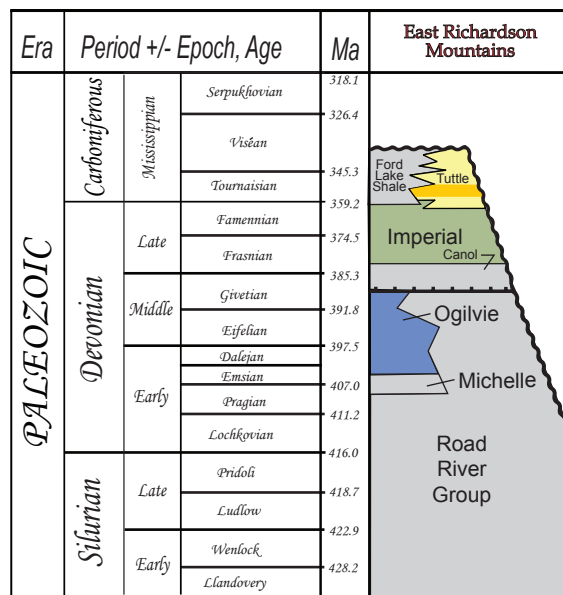 Era
Period +/- Epoch, Age
Ma
East Richardson
Mountains
PALEOZOIC
Carboniferous
Mississippian
Serpukhovian
Viséan
Tournaisian
Devonian
Late
Famennian
Frasnian
Middle
Givetian
Eifelian
Early
Dalejan
Emsian
Pragian
Lochkovian
Silurian
Late
Pridoli
Ludlow
Early
Wenlock
Llandovery
318.1
326.4
345.3
359.2
374.5
385.3
391.8
397.5
407.0
411.2
416.0
418.7
422.9
428.2
Ford
Lake
Shale
Tuttle
Imperial
Canol
Ogilvie
Michelle
Road
River
Group